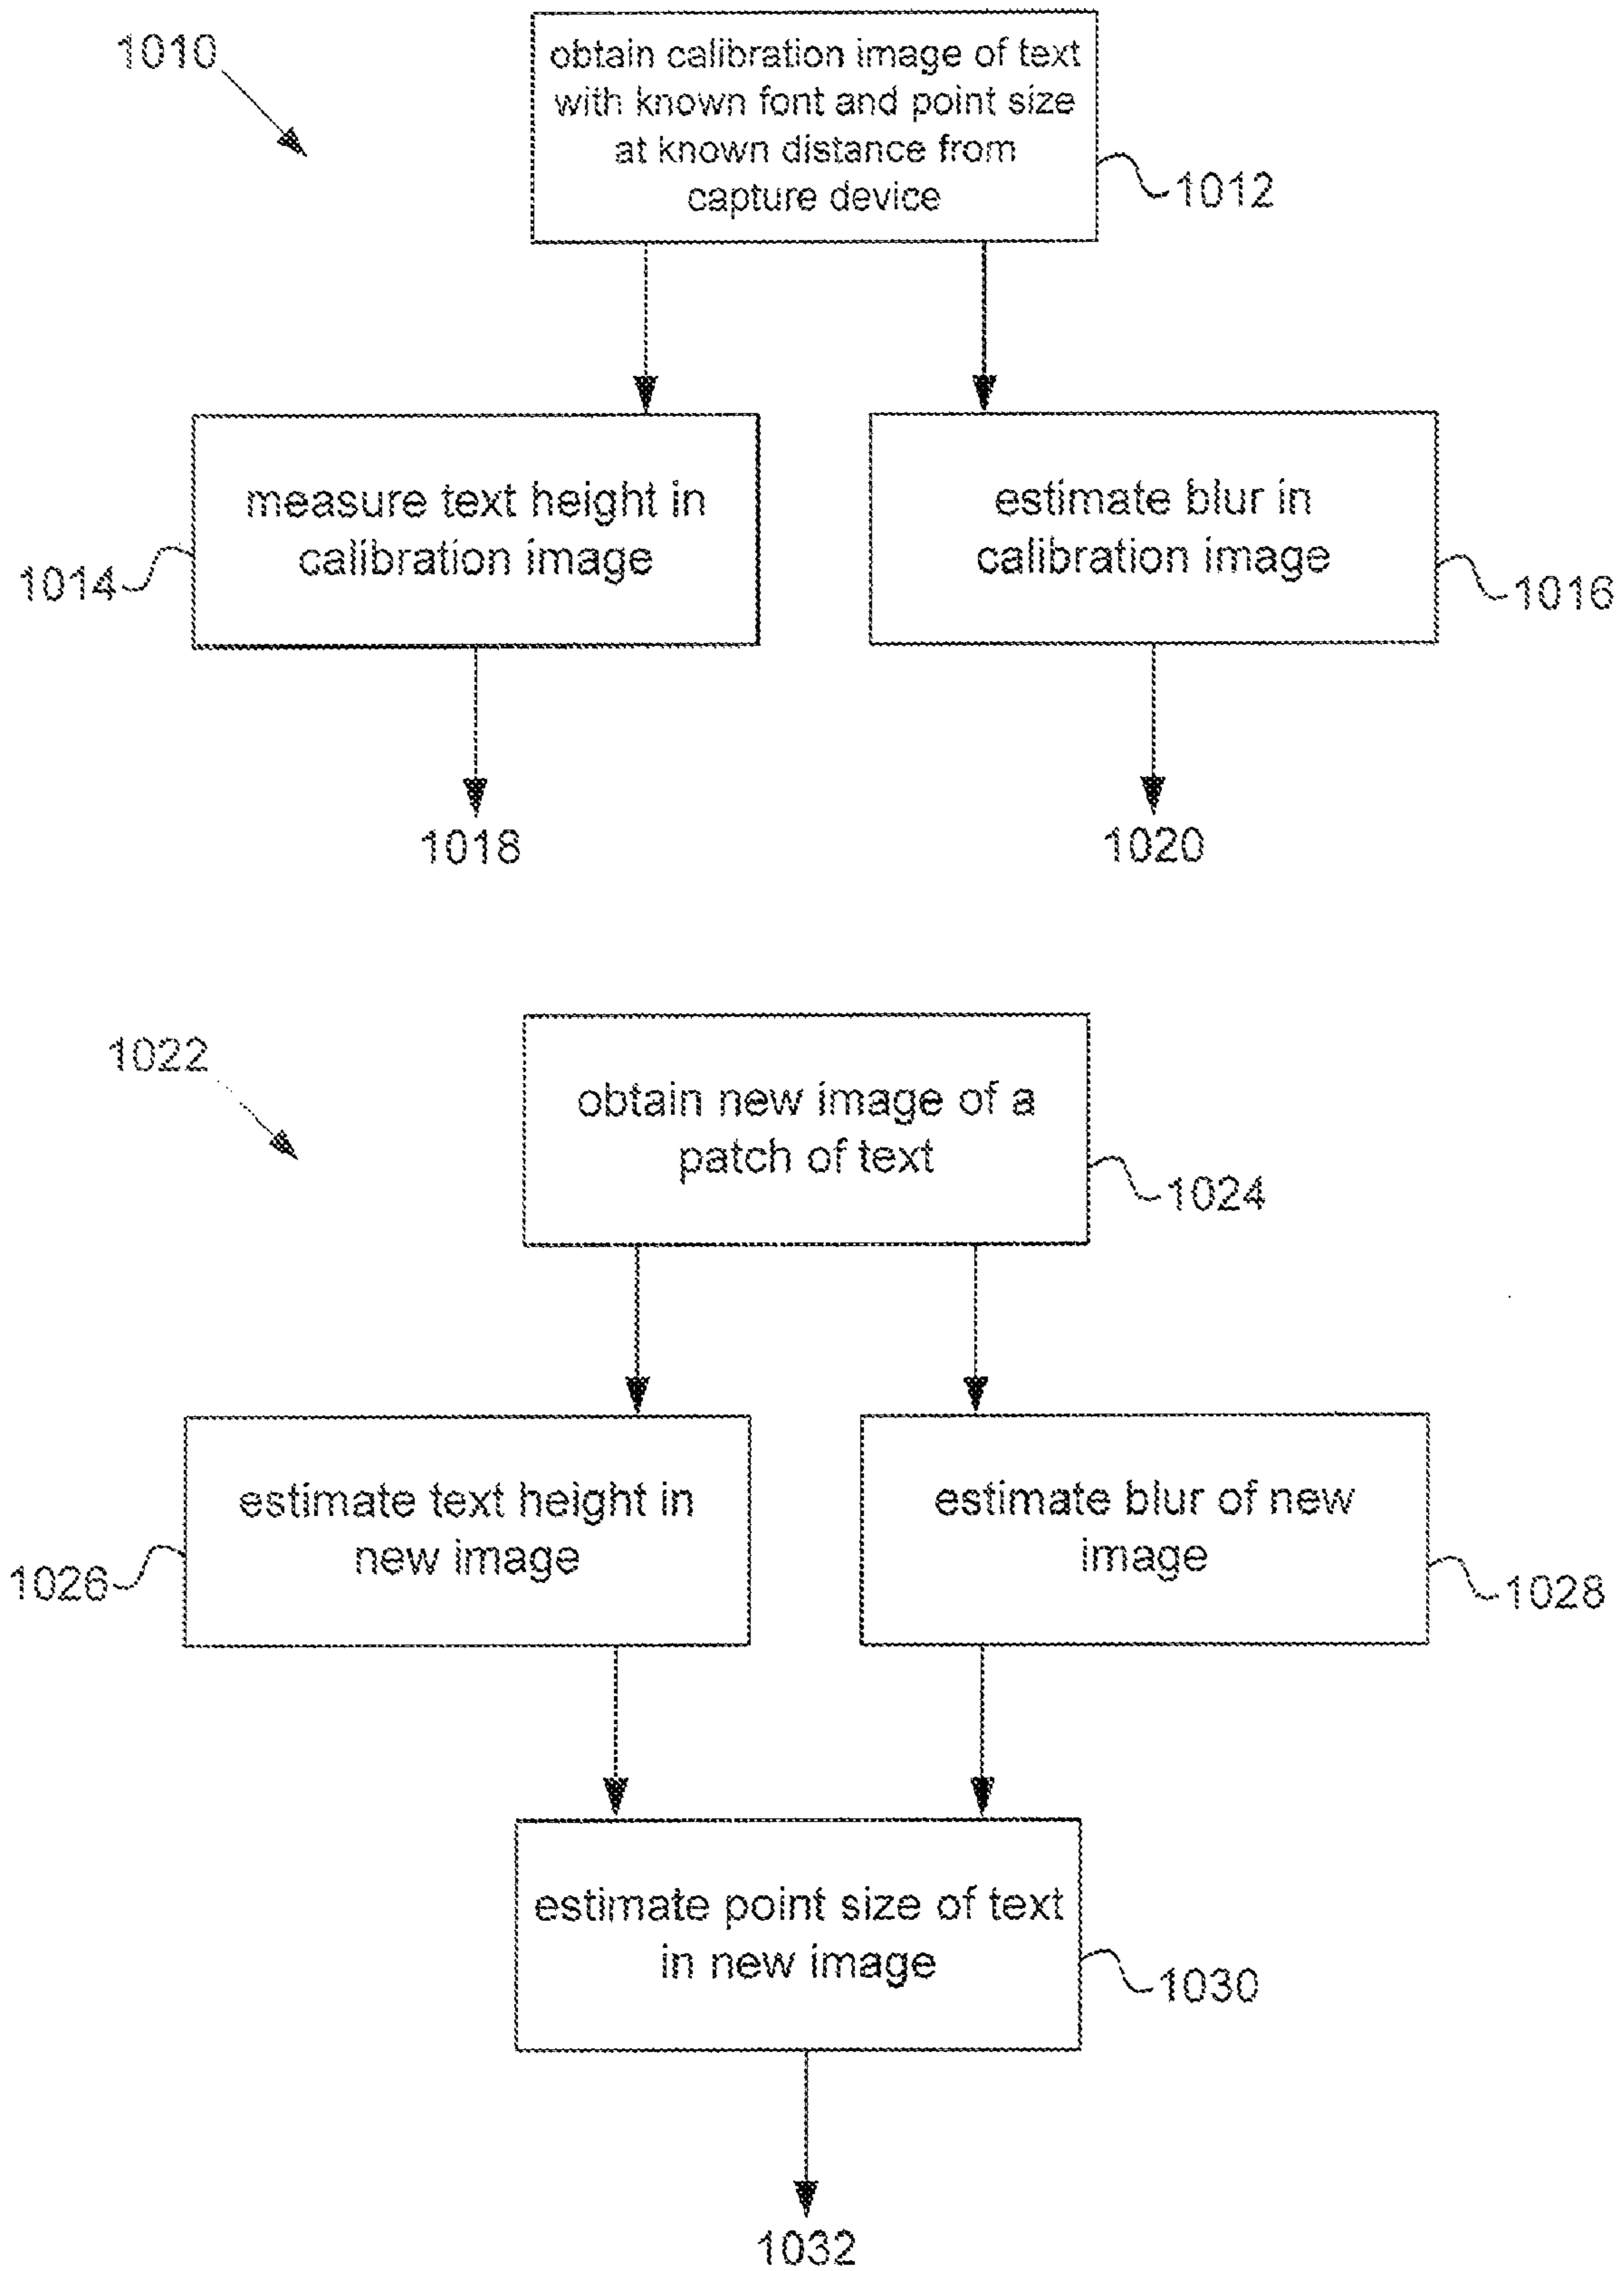 1010
obtain calibration image of text
with known font and point size
at known distance from
capture device
1012
measure text height in
calibration image
1014
estimate blur in
calibration image
1016
1018
1020
1022
obtain new image of a
patch of text
1024
estimate text height in
new image
1026
estimate blur of new
image
1028
estimate point size of text
in new image
1030
1032